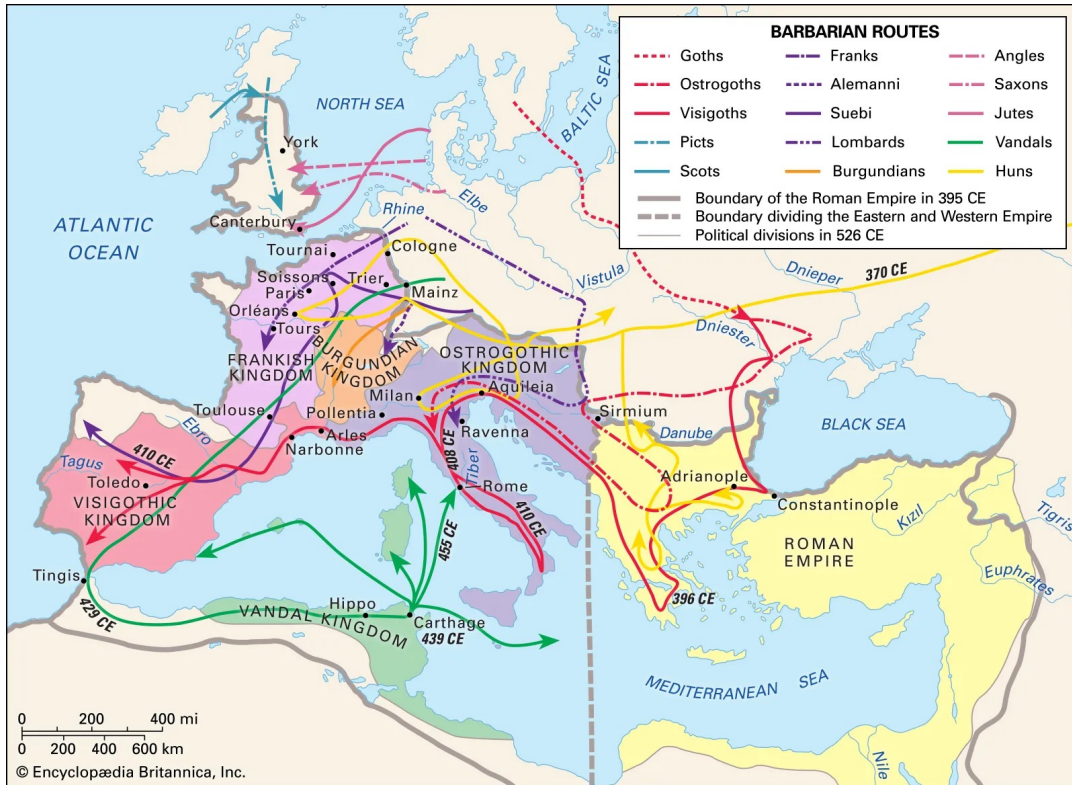 BARBARIAN ROUTES
Goths
Ostrogoths
Visigoths
Picts
Scots
Franks
Alemanni
Suebi
Lombards
Burgundians
Angles
Saxons
Jutes
Vandals
Huns
Boundary of the Roman Empire in 395 CE
Boundary dividing the Eastern and Western Empire
Political divisions in 526 CE
NORTH SEA
BALTIC SEA
York
ATLANTIC
OCEAN
Canterbury
Rhine
Elbe
Tournai
Cologne
Vistula
Dnieper
370 CE
Soissons
Trier
Paris
Mainz
Orléans
Tours
Dniester
FRANKISH
KINGDOM
BURGUNDIAN
KINGDOM
OSTROGOTHIC
KINGDOM
Milan
Aquileia
Toulouse
Pollentia
Sirmium
Ravenna
Danube
BLACK SEA
Ebro
Arles
Narbonne
410 CE
408 CE
Tiber
Tagus
Toledo
VISIGOTHIC
KINGDOM
Rome
410 CE
Adrianople
Constantinople
Kızıl
Tigris
Euphrates
455 CE
ROMAN
EMPIRE
Tingis
429 CE
Hippo
VANDAL KINGDOM
Carthage
439 CE
396 CE
MEDITERRANEAN SEA
Nile
0 200 400 mi
0 200 400 600 km
© Encyclopædia Britannica, Inc.